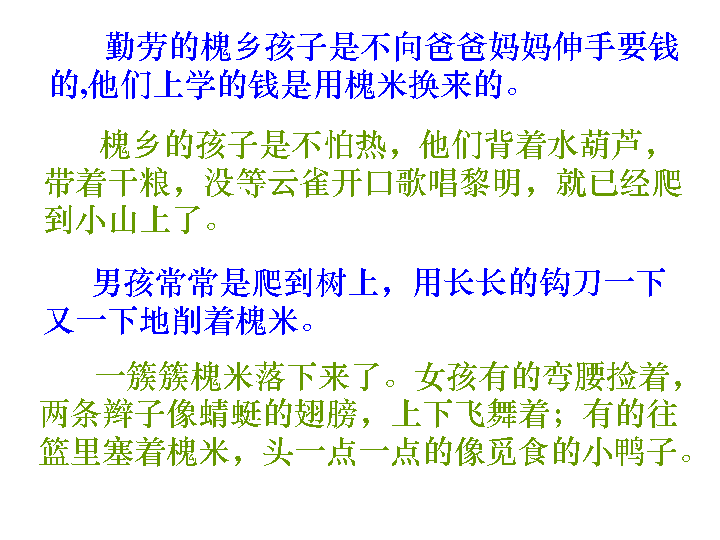 勤劳的槐乡孩子是不向爸爸妈妈伸手要钱
的,他们上学的钱是用槐米换来的。
槐乡的孩子是不怕热，他们背着水葫芦，
带着干粮，没等云雀开口歌唱黎明，就已经爬
到小山上了。
男孩常常是爬到树上，用长长的钩刀一下
又一下地削着槐米。
一簇簇槐米落下来了。女孩有的弯腰捡着，
两条辫子像蜻蜓的翅膀，上下飞舞着；有的往
篮里塞着槐米，头一点一点的像觅食的小鸭子。